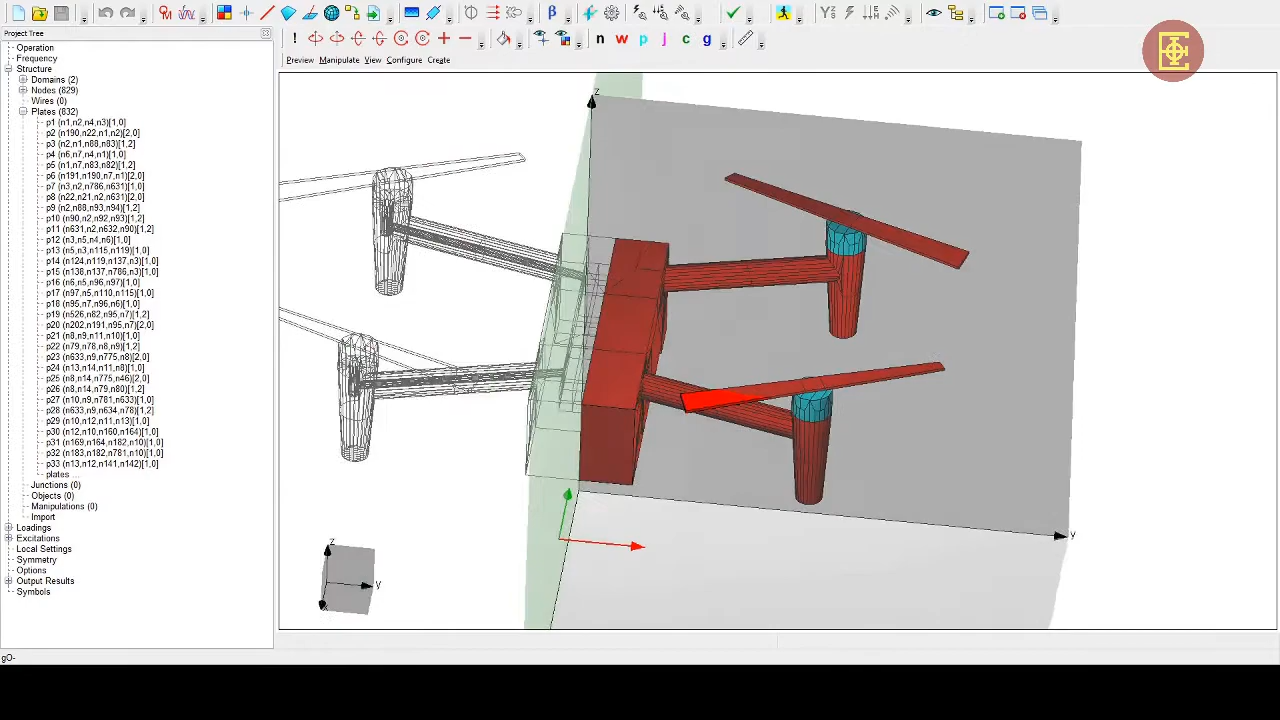 Project Tree
! + - n w p j c g
Preview Manipulate View Configure Create
Operation
Frequency
Structure
Domains (2)
Nodes (829)
Wires (0)
Plates (832)
p1 (n1,n2,n4,n3)[1,0]
p2 (n190,n22,n1,n2)[2,0]
p3 (n2,n1,n88,n83)[1,2]
p4 (n6,n7,n4,n1)[1,0]
p5 (n1,n7,n83,n82)[1,2]
p6 (n191,n190,n7,n1)[2,0]
p7 (n3,n2,n786,n631)[1,0]
p8 (n22,n21,n2,n632)[2,0]
p9 (n2,n88,n93,n94)[1,2]
p10 (n90,n2,n92,n93)[1,2]
p11 (n631,n2,n632,n90)[1,2]
p12 (n3,n5,n4,n6)[1,0]
p13 (n5,n3,n115,n119)[1,0]
p14 (n124,n119,n137,n3)[1,0]
p15 (n138,n137,n786,n3)[1,0]
p16 (n6,n5,n96,n97)[1,0]
p17 (n97,n5,n110,n115)[1,0]
p18 (n95,n7,n96,n6)[1,0]
p19 (n526,n82,n95,n7)[1,2]
p20 (n202,n191,n95,n7)[2,0]
p21 (n8,n9,n11,n10)[1,0]
p22 (n79,n78,n8,n9)[1,2]
p23 (n633,n9,n775,n8)[2,0]
p24 (n13,n14,n11,n8)[1,0]
p25 (n8,n14,n775,n46)[2,0]
p26 (n8,n14,n79,n80)[1,2]
p27 (n10,n9,n781,n633)[1,0]
p28 (n633,n9,n634,n78)[1,2]
p29 (n10,n12,n11,n13)[1,0]
p30 (n12,n10,n160,n164)[1,0]
p31 (n169,n164,n182,n10)[1,0]
p32 (n183,n182,n781,n10)[1,0]
p33 (n13,n12,n141,n142)[1,0]
plates ...
Junctions (0)
Objects (0)
Manipulations (0)
Import
Loadings
Excitations
Local Settings
Symmetry
Options
Output Results
Symbols
z
y
z
y
x
gO-